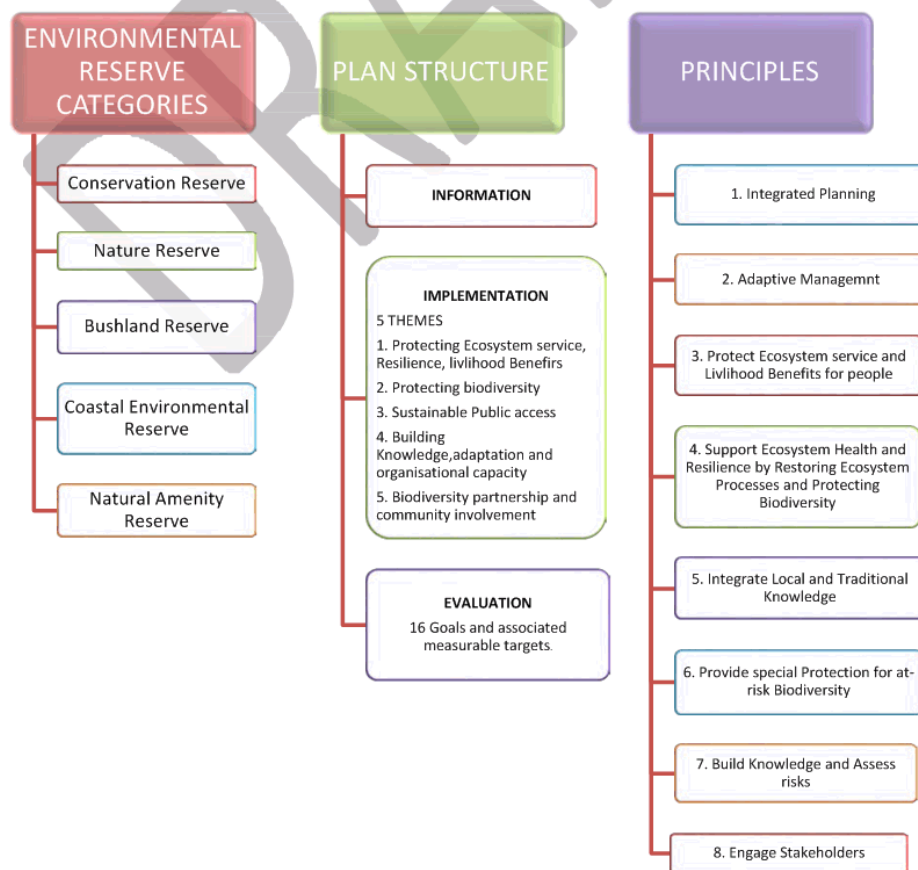 ENVIRONMENTAL
RESERVE
CATEGORIES
Conservation Reserve
Nature Reserve
Bushland Reserve
Coastal Environmental
Reserve
Natural Amenity
Reserve
PLAN STRUCTURE
INFORMATION
IMPLEMENTATION
5 THEMES
1. Protecting Ecosystem service,
Resilience, livlihood Benefirs
2. Protecting biodiversity
3. Sustainable Public access
4. Building
Knowledge,adaptation and
organisational capacity
5. Biodiversity partnership and
community involvement
EVALUATION
16 Goals and associated
measurable targets.
PRINCIPLES
1. Integrated Planning
2. Adaptive Managemnt
3. Protect Ecosystem service and
Livlihood Benefits for people
4. Support Ecosystem Health and
Resilience by Restoring Ecosystem
Processes and Protecting
Biodiversity
5. Integrate Local and Traditional
Knowledge
6. Provide special Protection for at-
risk Biodiversity
7. Build Knowledge and Assess
risks
8. Engage Stakeholders